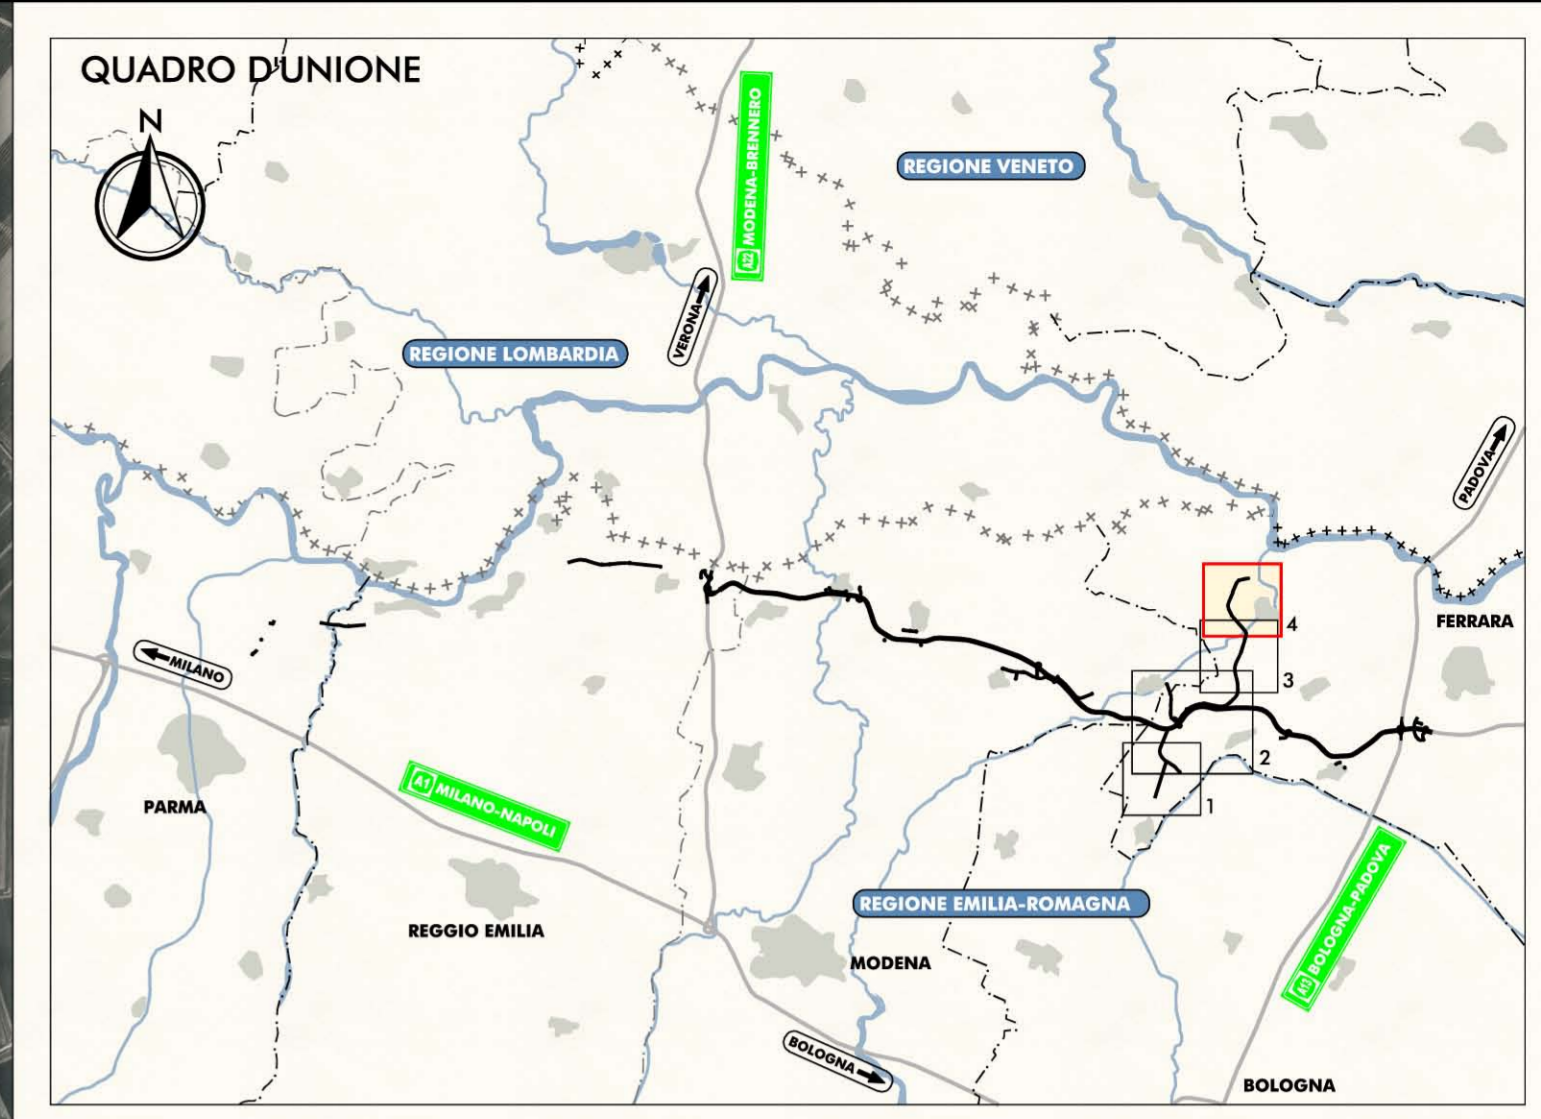 QUADRO D'UNIONE
N
A22 MODENA-BRENNERO
REGIONE VENETO
VERONA
REGIONE LOMBARDIA
PADOVA
FERRARA
4
MILANO
3
2
PARMA
A1 MILANO-NAPOLI
1
REGIONE EMILIA-ROMAGNA
A13 BOLOGNA-PADOVA
REGGIO EMILIA
MODENA
BOLOGNA
BOLOGNA